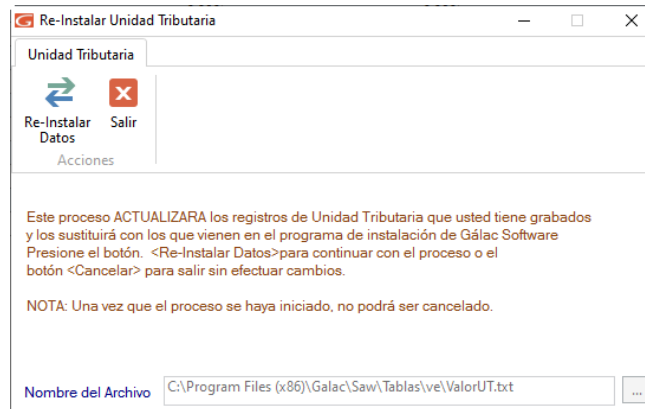 Re-Instalar Unidad Tributaria
Unidad Tributaria
Re-Instalar Datos
Salir
Acciones
Este proceso ACTUALIZARA los registros de Unidad Tributaria que usted tiene grabados
y los sustituirá con los que vienen en el programa de instalación de Gálac Software
Presione el botón. <Re-Instalar Datos>para continuar con el proceso o el
botón <Cancelar> para salir sin efectuar cambios.
NOTA: Una vez que el proceso se haya iniciado, no podrá ser cancelado.
Nombre del Archivo C:\Program Files (x86)\Galac\Saw\Tablas\ve\ValorUT.txt ...